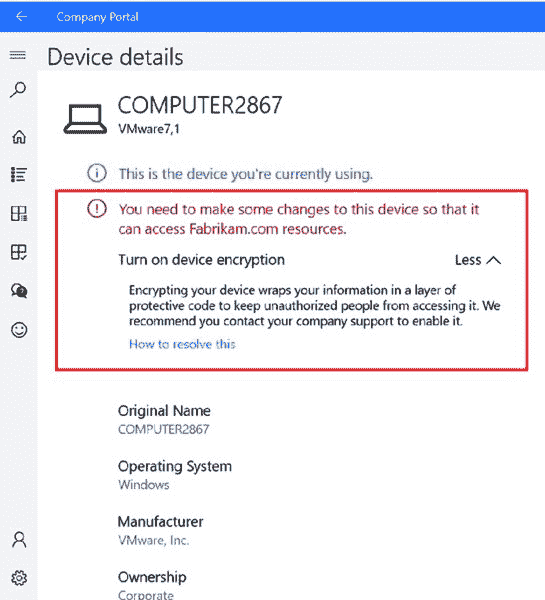 Company Portal
Device details
COMPUTER2867
VMware7,1
This is the device you're currently using.
You need to make some changes to this device so that it
can access Fabrikam.com resources.
Turn on device encryption Less
Encrypting your device wraps your information in a layer of
protective code to keep unauthorized people from accessing it. We
recommend you contact your company support to enable it.
How to resolve this
Original Name
COMPUTER2867
Operating System
Windows
Manufacturer
VMware, Inc.
Ownership
Corporate